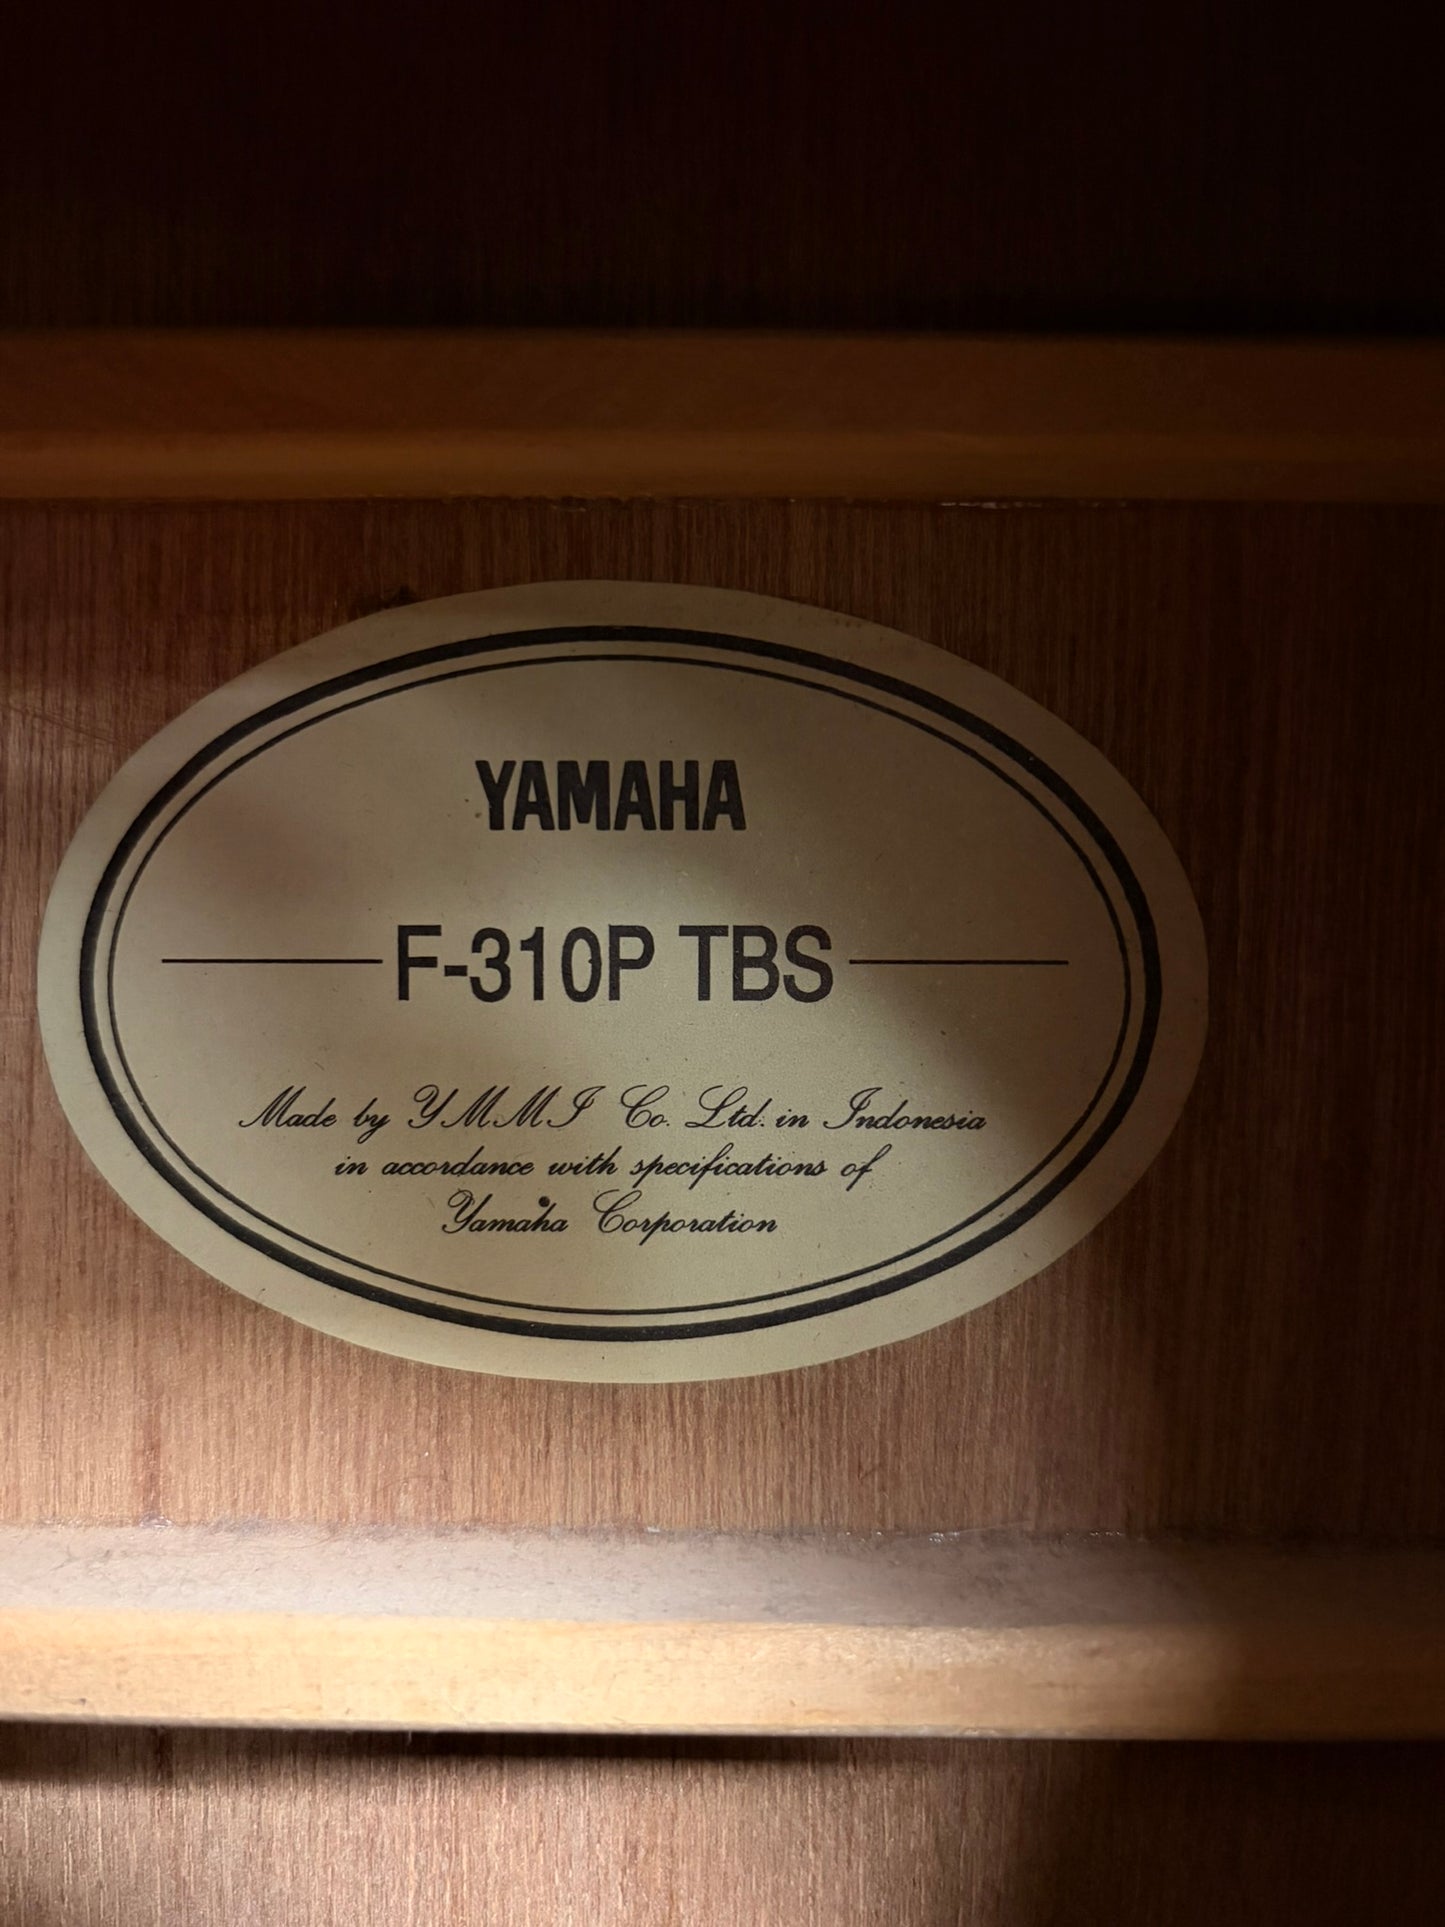 YAMAHA
F-310P TBS
Made by YMMI Co. Ltd. in Indonesia
in accordance with specifications of
Yamaha Corporation